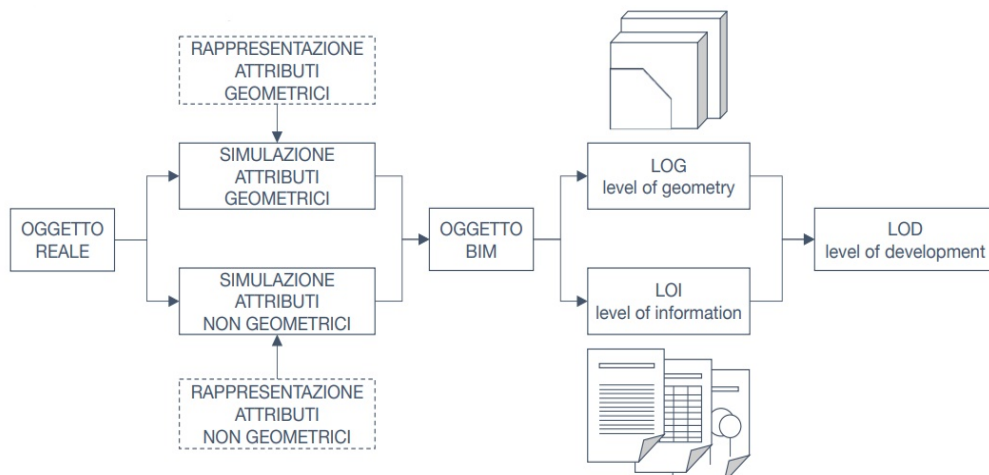 RAPPRESENTAZIONE
ATTRIBUTI
GEOMETRICI
SIMULAZIONE
ATTRIBUTI
GEOMETRICI
LOG
level of geometry
OGGETTO
REALE
OGGETTO
BIM
LOD
level of development
SIMULAZIONE
ATTRIBUTI
NON GEOMETRICI
LOI
level of information
RAPPRESENTAZIONE
ATTRIBUTI
NON GEOMETRICI